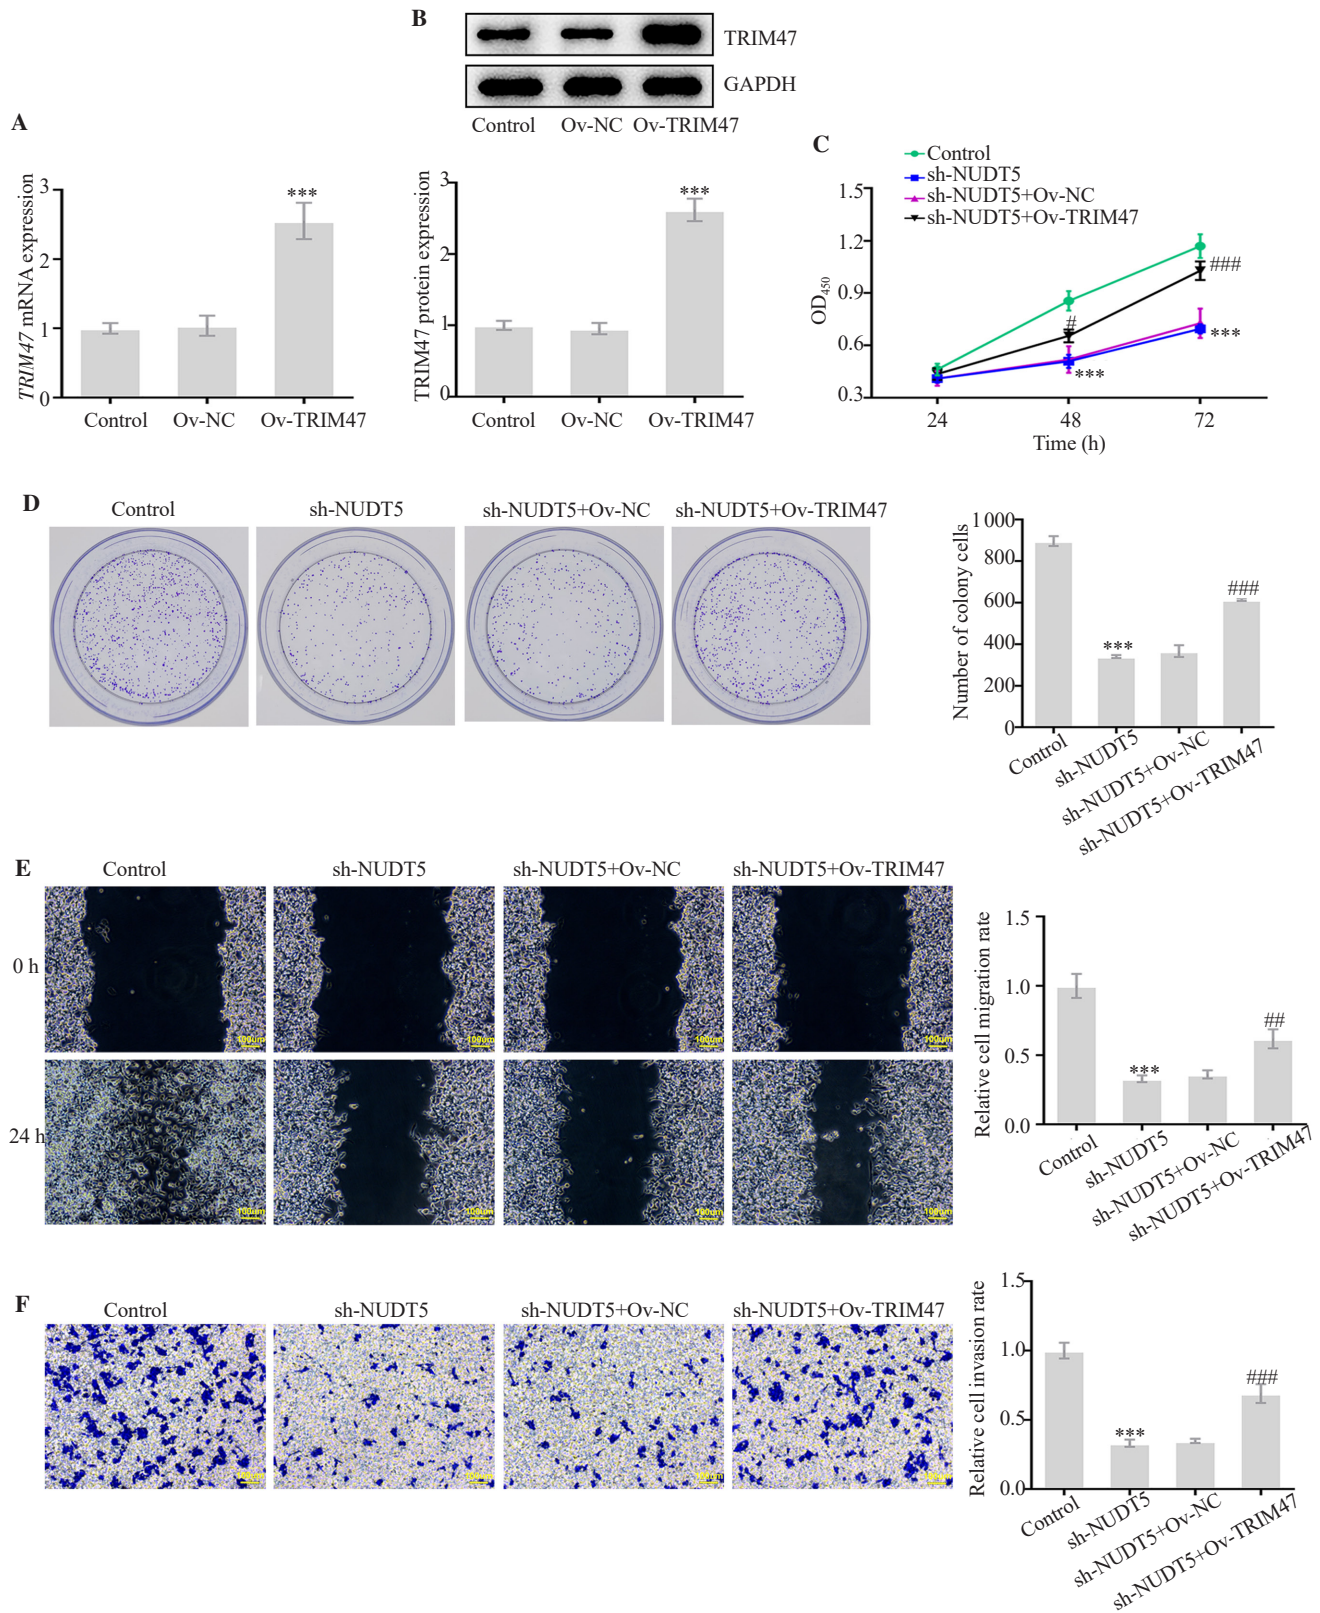 B
TRIM47
GAPDH
Control Ov-NC Ov-TRIM47
A
TRIM47 mRNA expression
3
2
1
0
***
Control Ov-NC Ov-TRIM47
TRIM47 protein expression
3
2
1
0
***
Control Ov-NC Ov-TRIM47
C
Control
sh-NUDT5
sh-NUDT5+Ov-NC
sh-NUDT5+Ov-TRIM47
OD450
1.5
1.2
0.9
0.6
0.3
#
***
###
***
24 48 72
Time (h)
D
Control sh-NUDT5 sh-NUDT5+Ov-NC sh-NUDT5+Ov-TRIM47
Number of colony cells
1 000
800
600
400
200
0
***
###
Control
sh-NUDT5
sh-NUDT5+Ov-NC
sh-NUDT5+Ov-TRIM47
E
Control sh-NUDT5 sh-NUDT5+Ov-NC sh-NUDT5+Ov-TRIM47
0 h
100um 100um 100um 100um
24 h
100um 100um 100um 100um
Relative cell migration rate
1.5
1.0
0.5
0.0
***
##
Control
sh-NUDT5
sh-NUDT5+Ov-NC
sh-NUDT5+Ov-TRIM47
F
Control sh-NUDT5 sh-NUDT5+Ov-NC sh-NUDT5+Ov-TRIM47
Relative cell invasion rate
1.5
1.0
0.5
0.0
***
###
Control
sh-NUDT5
sh-NUDT5+Ov-NC
sh-NUDT5+Ov-TRIM47